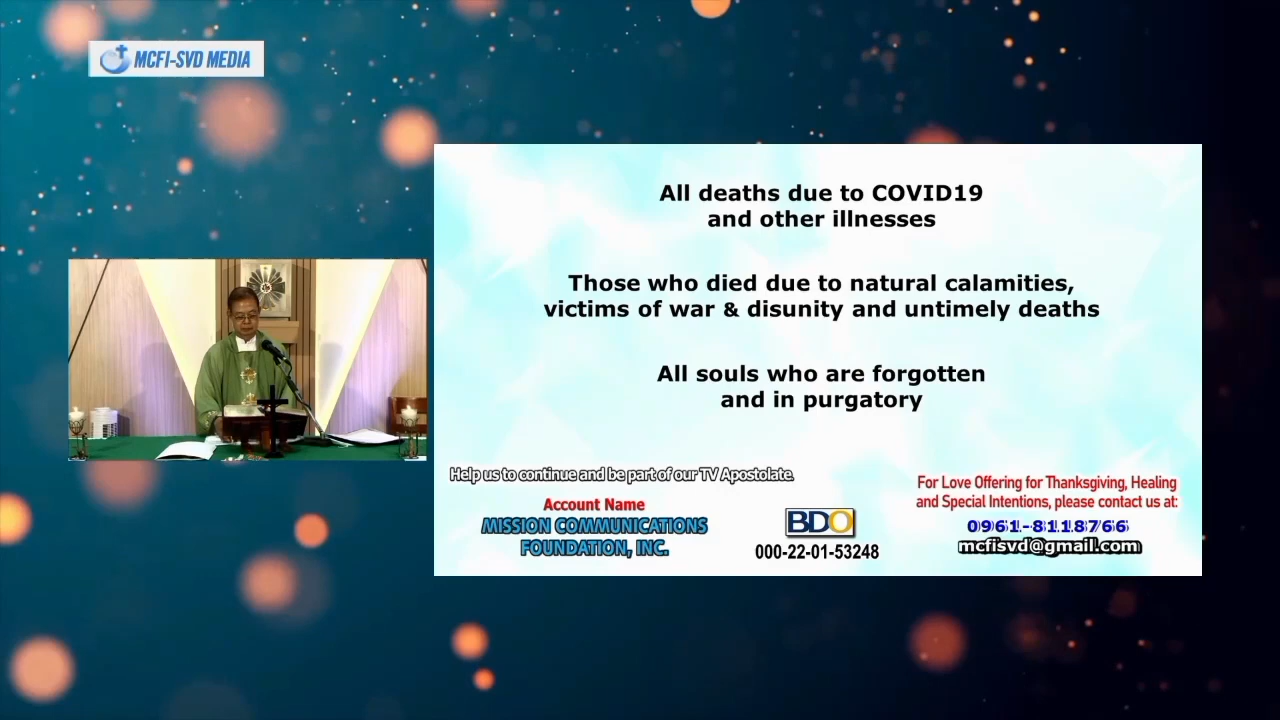 MCFI-SVD MEDIA
All deaths due to COVID19
and other illnesses
Those who died due to natural calamities,
victims of war & disunity and untimely deaths
All souls who are forgotten
and in purgatory
Help us to continue and be part of our TV Apostolate.
Account Name
MISSION COMMUNICATIONS
FOUNDATION, INC.
BDO
000-22-01-53248
For Love Offering for Thanksgiving, Healing
and Special Intentions, please contact us at:
0961-8118766
mcfisvd@gmail.com